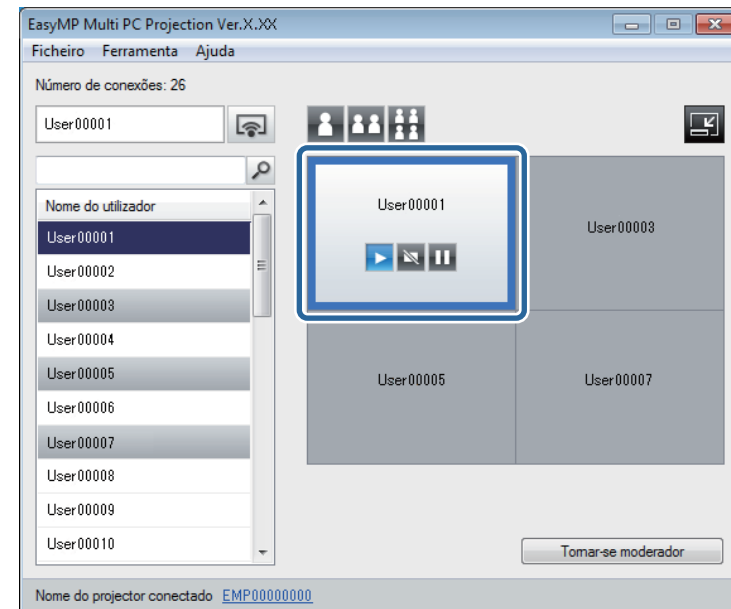 EasyMP Multi PC Projection Ver.X.XX
Ficheiro Ferramenta Ajuda
Número de conexões: 26
User00001
Nome do utilizador
User00001
User00002
User00003
User00004
User00005
User00006
User00007
User00008
User00009
User00010
User00001
User00003
User00005
User00007
Tornar-se moderador
Nome do projector conectado EMP00000000